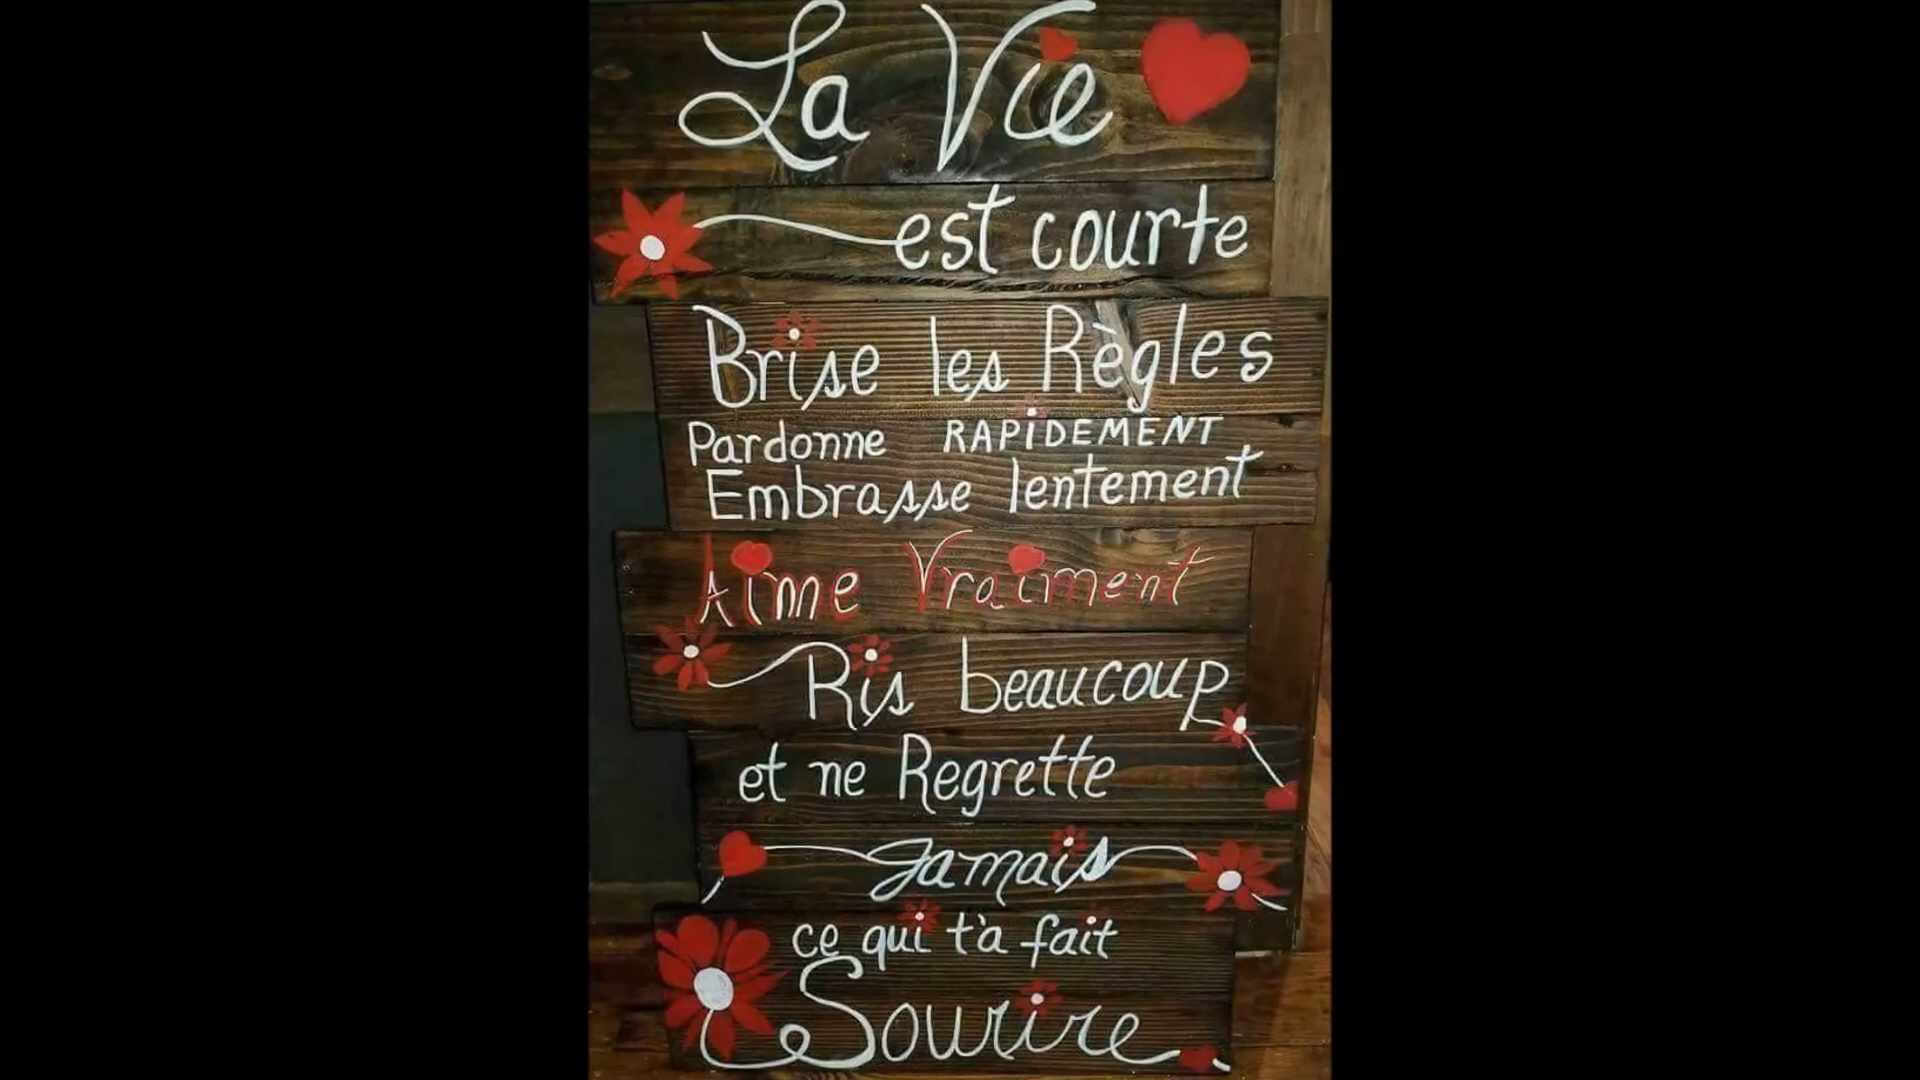 La Vie
est courte
Brise les Règles
Pardonne RAPiDEMENT
Embrasse lentement
Aime Vraiment
Ris beaucoup
et ne Regrette
Jamais
ce qui t'a fait
Sourire